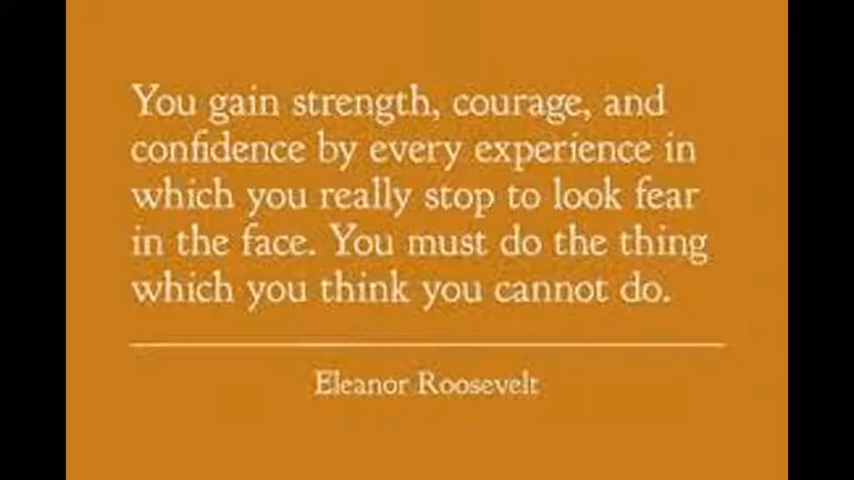 You gain strength, courage, and
confidence by every experience in
which you really stop to look fear
in the face. You must do the thing
which you think you cannot do.
Eleanor Roosevelt